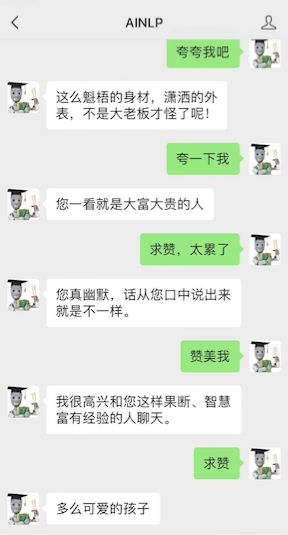 AINLP
夸夸我吧
这么魁梧的身材，潇洒的外
表，不是大老板才怪了呢！
夸一下我
您一看就是大富大贵的人
求赞，太累了
您真幽默，话从您口中说出来
就是不一样。
赞美我
我很高兴和您这样果断、智慧
富有经验的人聊天。
求赞
多么可爱的孩子